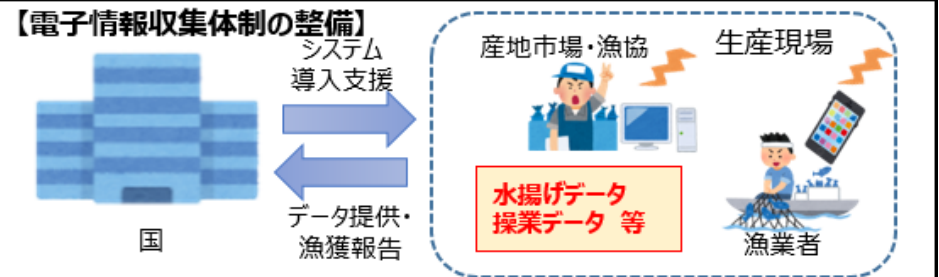 【電子情報収集体制の整備】
システム
導入支援
データ提供・
漁獲報告
国
産地市場・漁協
生産現場
水揚げデータ
操業データ 等
漁業者